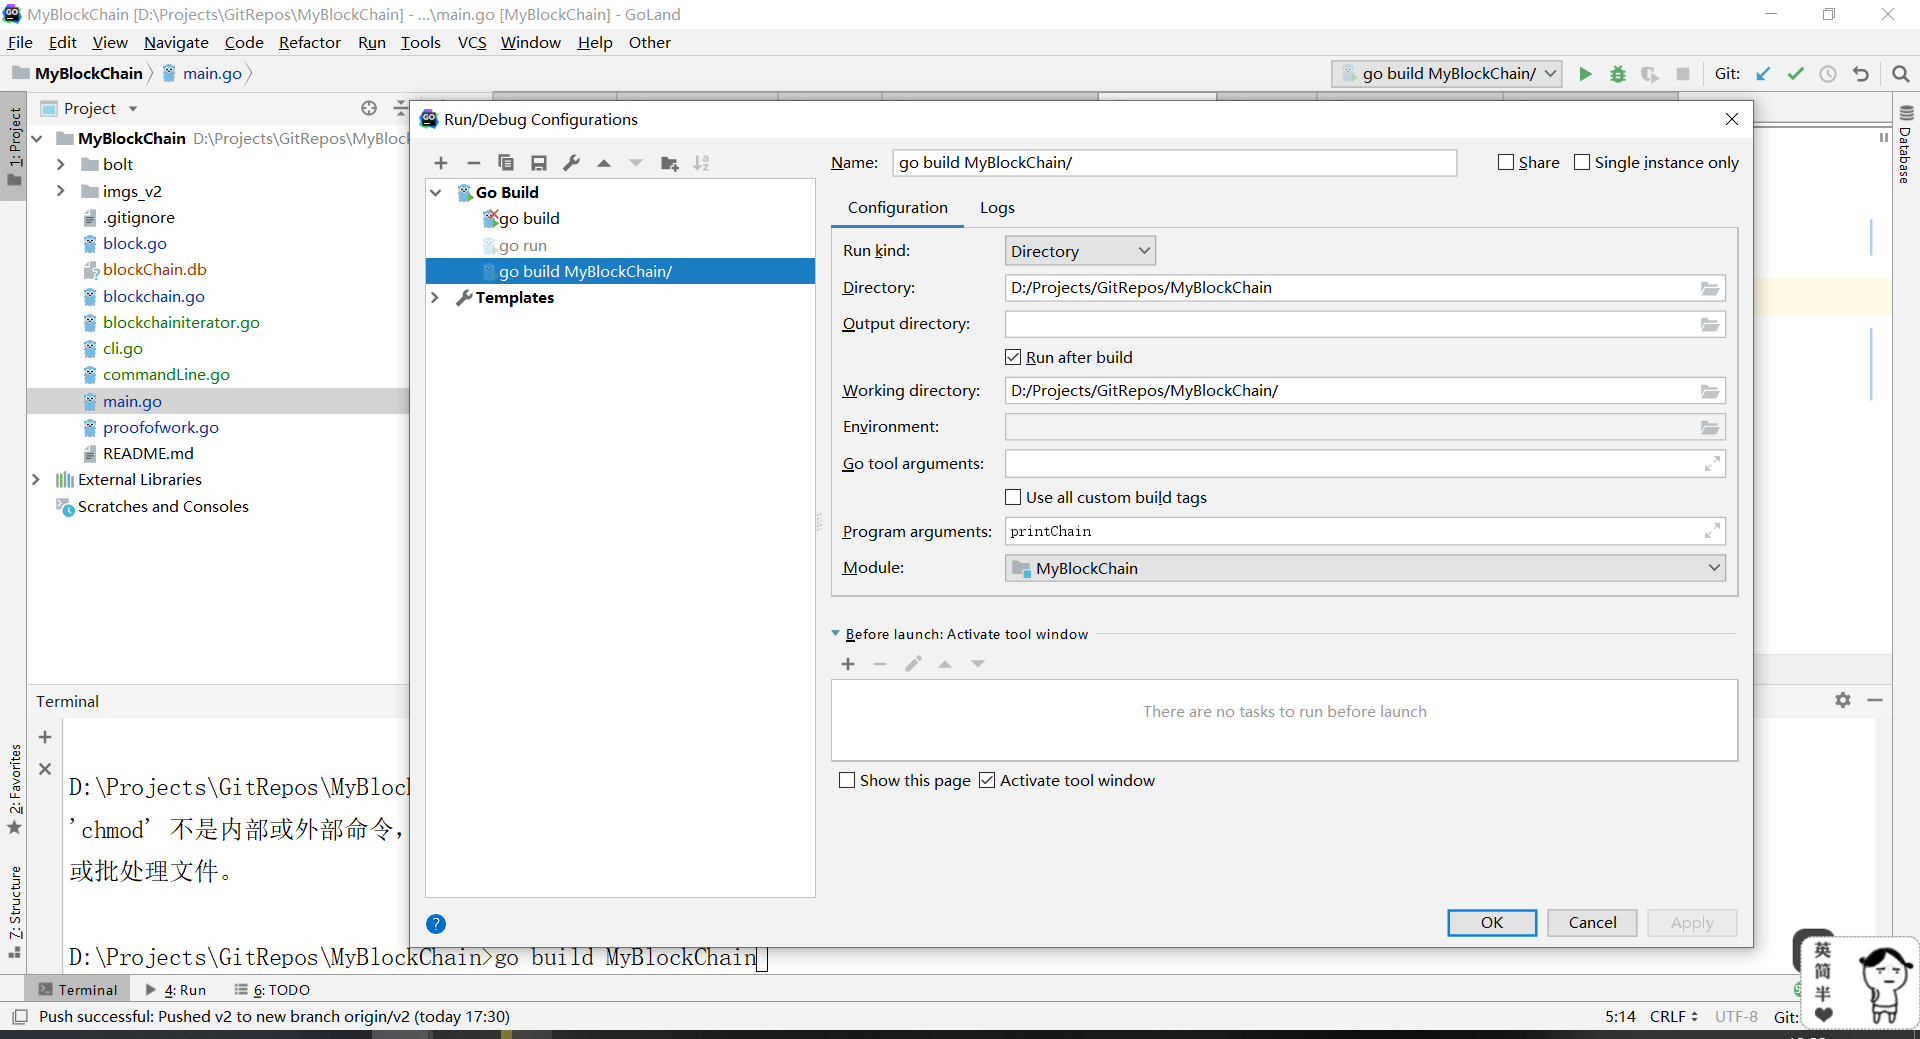 MyBlockChain [D:\Projects\GitRepos\MyBlockChain] - ...\main.go [MyBlockChain] - GoLand
File Edit View Navigate Code Refactor Run Tools VCS Window Help Other
MyBlockChain main.go go build MyBlockChain/ Git:
Project
1: Project
MyBlockChain D:\Projects\GitRepos\MyBlock
bolt
imgs_v2
.gitignore
block.go
blockChain.db
blockchain.go
blockchainiterator.go
cli.go
commandLine.go
main.go
proofofwork.go
README.md
External Libraries
Scratches and Consoles
Run/Debug Configurations
Go Build
go build
go run
go build MyBlockChain/
Templates
Name: go build MyBlockChain/ Share Single instance only
Configuration Logs
Run kind: Directory
Directory: D:/Projects/GitRepos/MyBlockChain
Output directory:
Run after build
Working directory: D:/Projects/GitRepos/MyBlockChain/
Environment:
Go tool arguments:
Use all custom build tags
Program arguments: printChain
Module: MyBlockChain
Before launch: Activate tool window
There are no tasks to run before launch
Show this page Activate tool window
? OK Cancel Apply
Database
Terminal
2: Favorites
7: Structure
D:\Projects\GitRepos\MyBlock
'chmod' 不是内部或外部命令，
或批处理文件。
D:\Projects\GitRepos\MyBlockChain>go build MyBlockChain
Terminal 4: Run 6: TODO
Push successful: Pushed v2 to new branch origin/v2 (today 17:30) 5:14 CRLF UTF-8 Git:
英
简
半